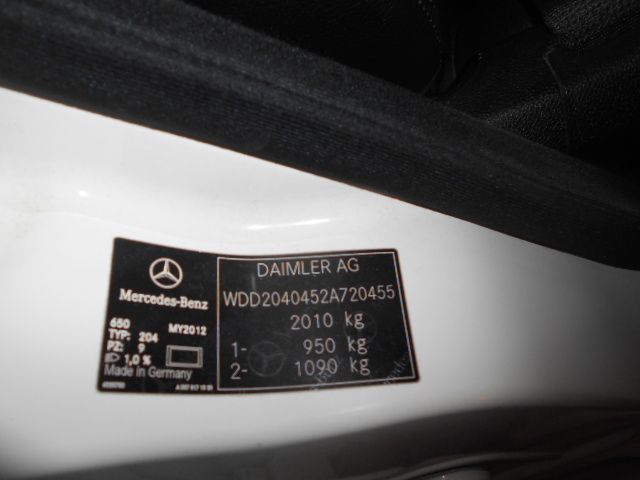 Mercedes-Benz
650
MY2012
TYP: 204
PZ: 9
1,0 %
Made in Germany
DAIMLER AG
WDD2040452A720455
2010 kg
1- 950 kg
2- 1090 kg